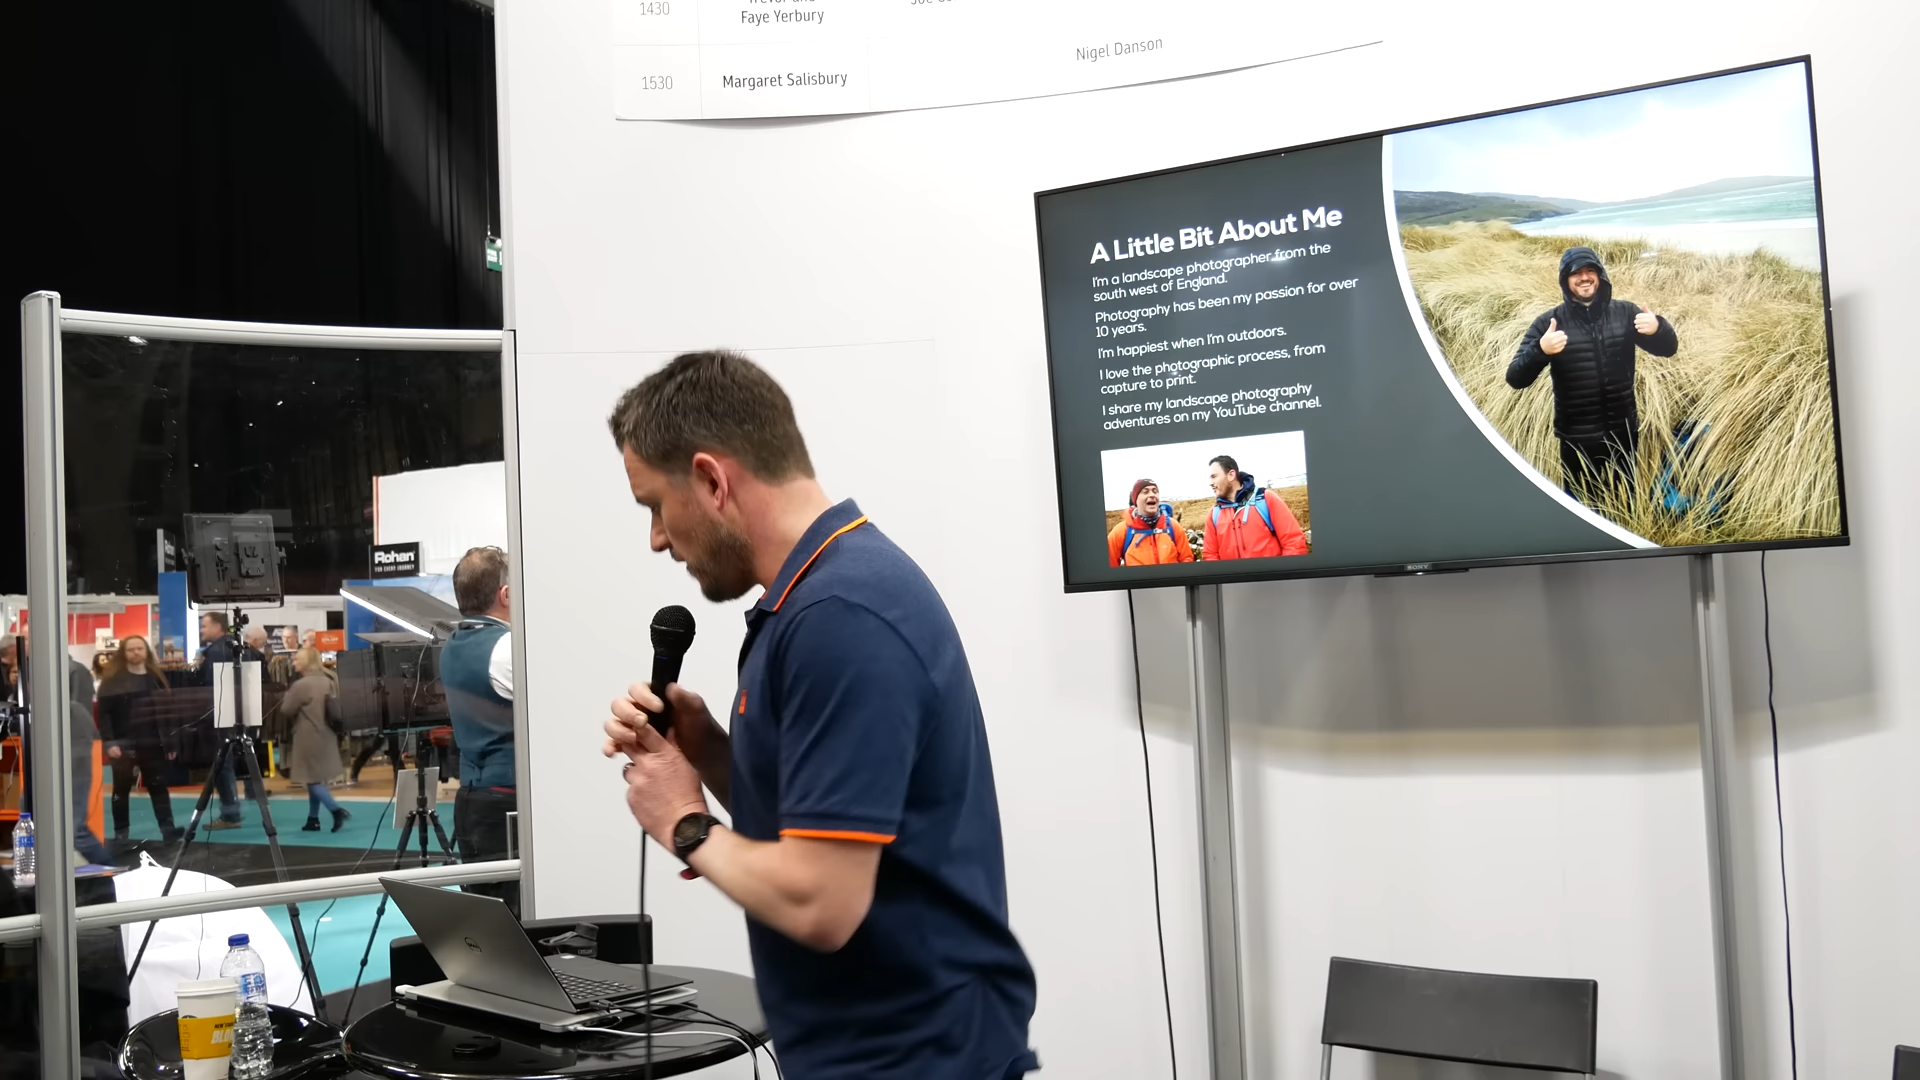 1430
Faye Yerbury
Nigel Danson
1530
Margaret Salisbury
A Little Bit About Me
I'm a landscape photographer from the
south west of England.
Photography has been my passion for over
10 years.
I'm happiest when I'm outdoors.
I love the photographic process, from
capture to print.
I share my landscape photography
adventures on my YouTube channel.
SONY
Rohan
DELL